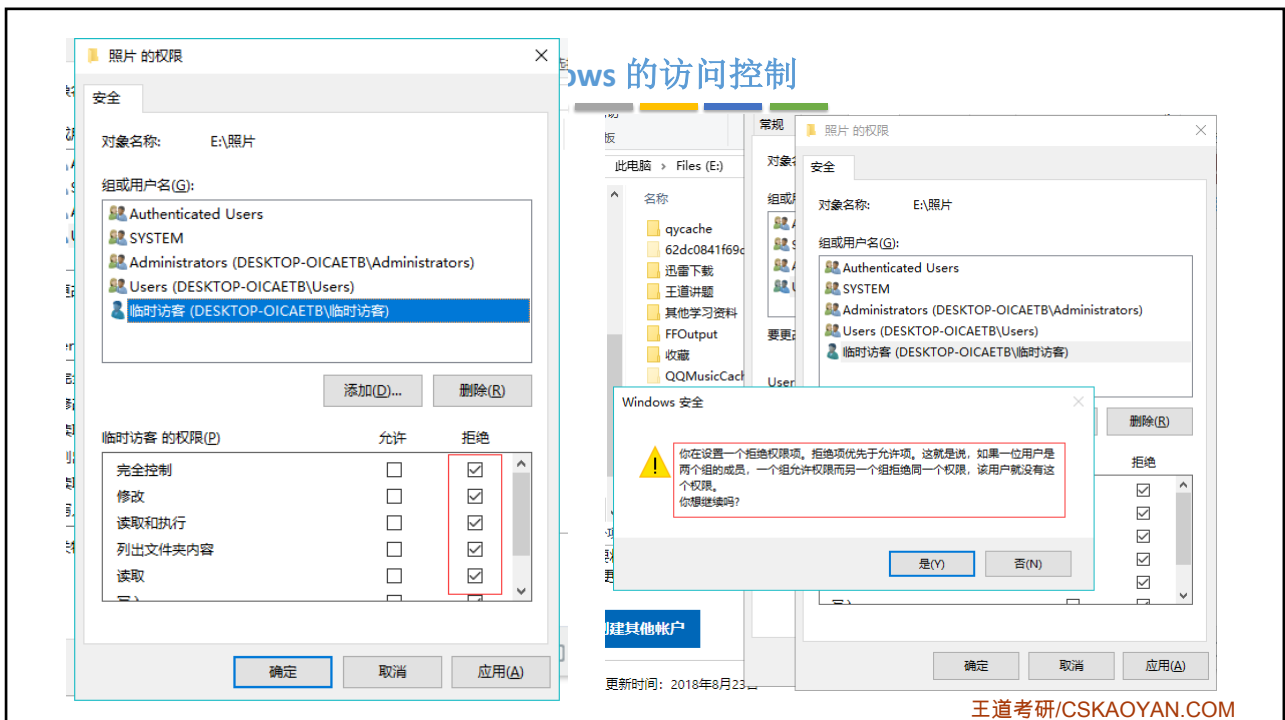 ows 的访问控制
照片 的权限
安全
对象名称: E:\照片
组或用户名(G):
Authenticated Users
SYSTEM
Administrators (DESKTOP-OICAETB\Administrators)
Users (DESKTOP-OICAETB\Users)
临时访客 (DESKTOP-OICAETB\临时访客)
添加(D)... 删除(R)
临时访客 的权限(P) 允许 拒绝
完全控制
修改
读取和执行
列出文件夹内容
读取
确定 取消 应用(A)
板
此电脑 > Files (E:)
名称
qycache
62dc0841f69c
迅雷下载
王道讲题
其他学习资料
FFOutput
收藏
QQMusicCach
常规
对象
组或
要更
User
照片 的权限
安全
对象名称: E:\照片
组或用户名(G):
Authenticated Users
SYSTEM
Administrators (DESKTOP-OICAETB\Administrators)
Users (DESKTOP-OICAETB\Users)
临时访客 (DESKTOP-OICAETB\临时访客)
删除(R)
拒绝
Windows 安全
你在设置一个拒绝权限项。拒绝项优先于允许项。这就是说，如果一位用户是
两个组的成员，一个组允许权限而另一个组拒绝同一个权限，该用户就没有这
个权限。
你想继续吗?
是(Y) 否(N)
确定 取消 应用(A)
建其他帐户
更新时间: 2018年8月23
王道考研/CSKAOYAN.COM